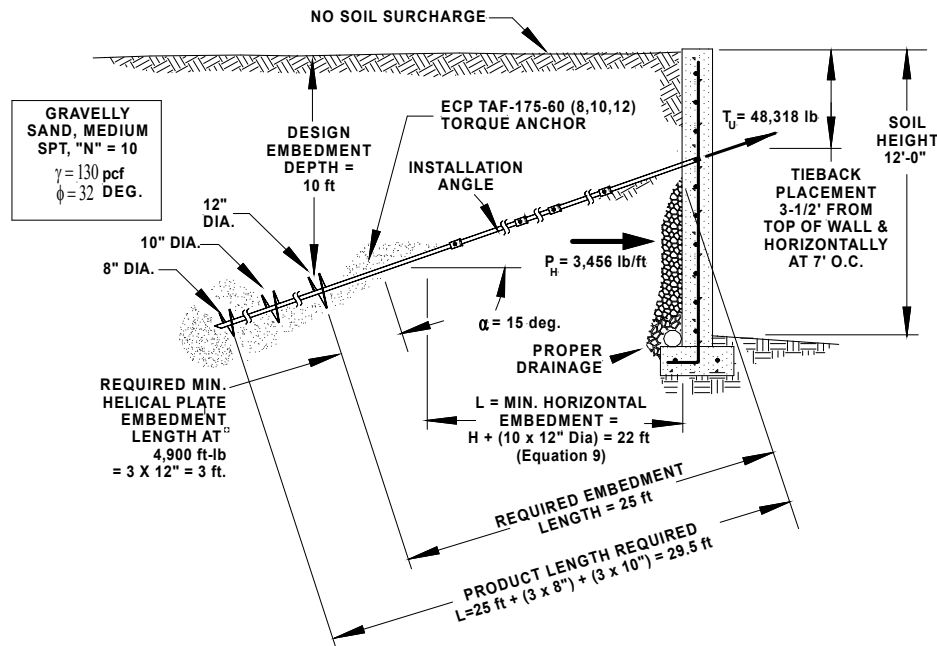 NO SOIL SURCHARGE
GRAVELLY
SAND, MEDIUM
SPT, "N" = 10
γ = 130 pcf
ϕ = 32 DEG.
DESIGN
EMBEDMENT
DEPTH =
10 ft
ECP TAF-175-60 (8,10,12)
TORQUE ANCHOR
INSTALLATION
ANGLE
TU = 48,318 lb
SOIL
HEIGHT
12'-0"
TIEBACK
PLACEMENT
3-1/2' FROM
TOP OF WALL &
HORIZONTALLY
AT 7' O.C.
12"
DIA.
10" DIA.
8" DIA.
PH = 3,456 lb/ft
α = 15 deg.
PROPER
DRAINAGE
REQUIRED MIN.
HELICAL PLATE
EMBEDMENT
LENGTH AT
4,900 ft-lb
= 3 X 12" = 3 ft.
L = MIN. HORIZONTAL
EMBEDMENT =
H + (10 x 12" Dia) = 22 ft
(Equation 9)
REQUIRED EMBEDMENT
LENGTH = 25 ft
PRODUCT LENGTH REQUIRED
L=25 ft + (3 x 8") + (3 x 10") = 29.5 ft